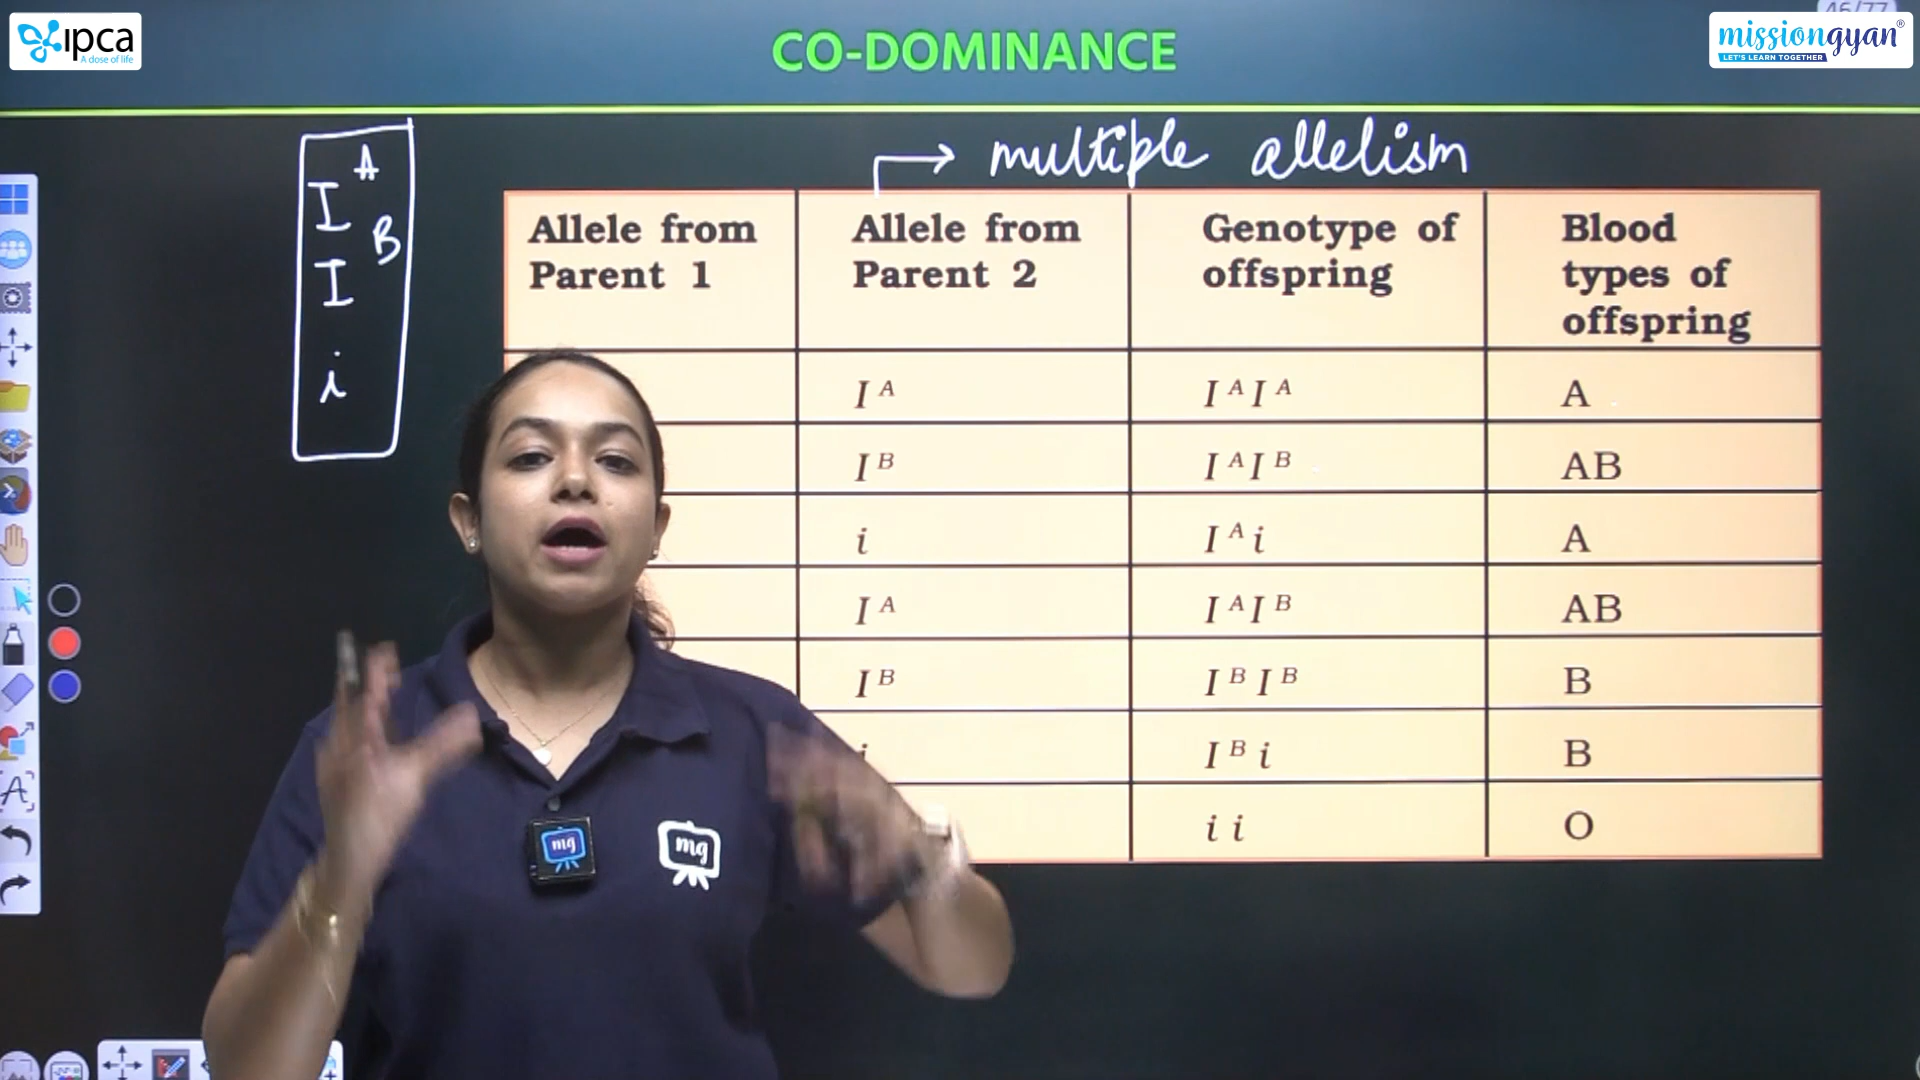 ipca
A dose of life
CO-DOMINANCE
missiongyan®
LET'S LEARN TOGETHER
multiple allelism
I A
I B
i
Allele from Parent 1
Allele from Parent 2
Genotype of offspring
Blood types of offspring
I A
I A I A
A
I B
I A I B
AB
i
I A i
A
I A
I A I B
AB
I B
I B I B
B
i
I B i
B
i i
O
mg
mg